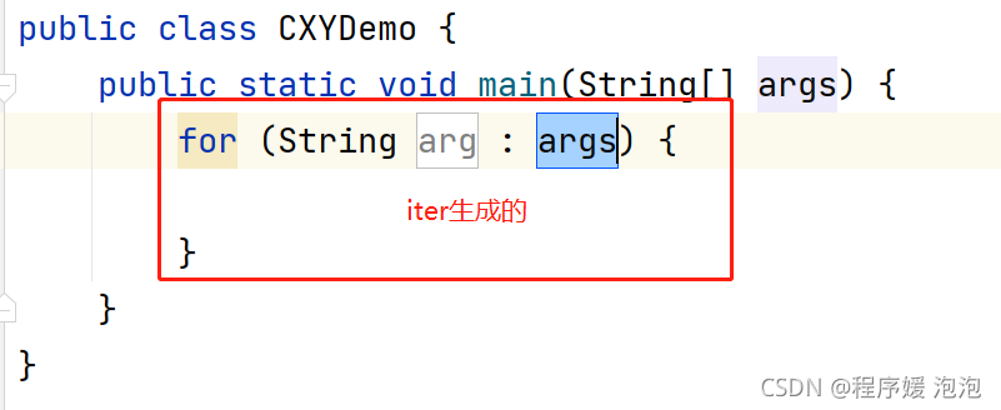 public class CXYDemo {
public static void main(String[] args) {
for (String arg : args) {
iter生成的
}
}
}
CSDN @程序媛 泡泡